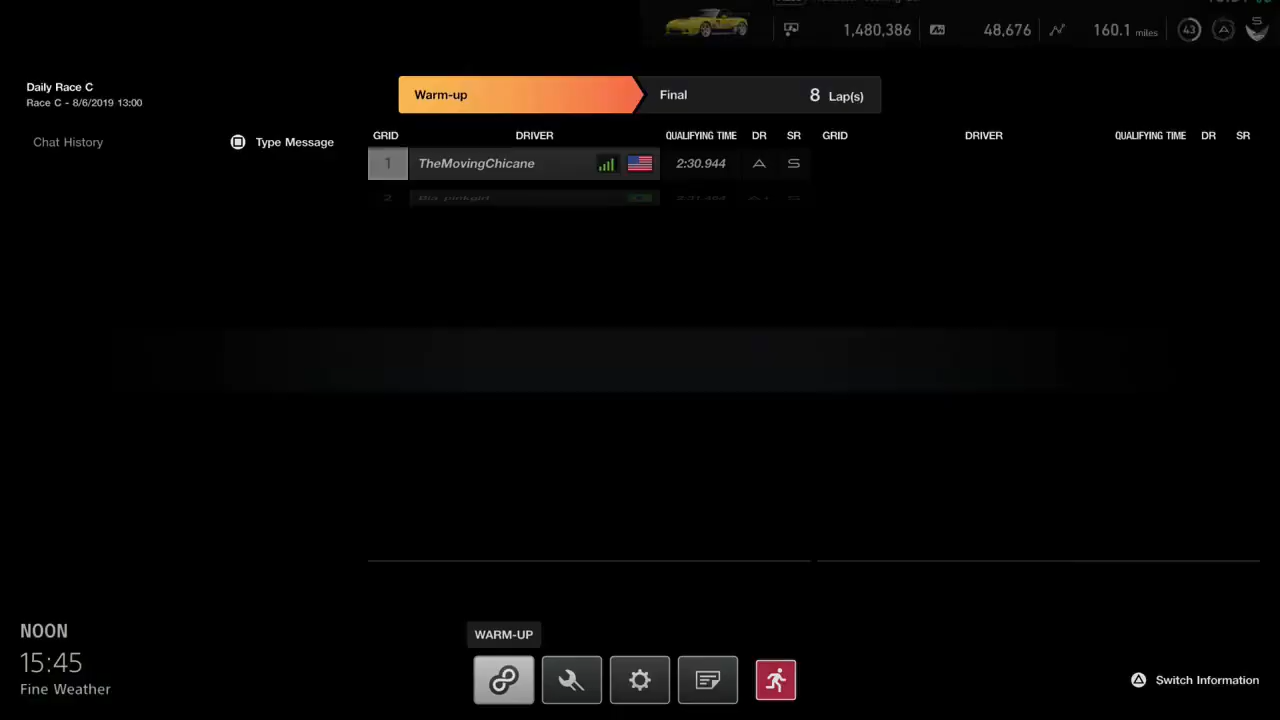 1,480,386
48,676
160.1 miles
43
A
S
Daily Race C
Race C - 8/6/2019 13:00
Warm-up
Final
8 Lap(s)
Chat History
Type Message
GRID DRIVER QUALIFYING TIME DR SR GRID DRIVER QUALIFYING TIME DR SR
1 TheMovingChicane 2:30.944 A S
2
NOON
15:45
Fine Weather
WARM-UP
Switch Information